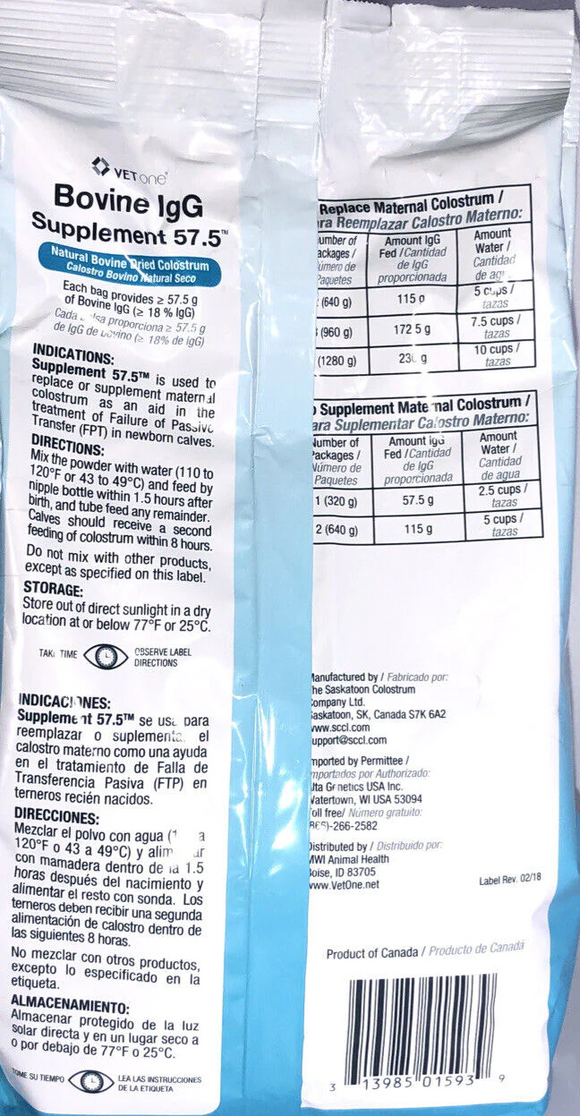 VETone
Bovine IgG
Supplement 57.5™
Natural Bovine Dried Colostrum
Calostro Bovino Natural Seco
Each bag provides ≥ 57.5 g
of Bovine IgG (≥ 18 % IgG)
Cada proporciona ≥ 57.5 g
de IgG de (≥ 18% de IgG)
INDICATIONS:
Supplement 57.5™ is used to
replace or supplement maternal
colostrum as an aid in the
treatment of Failure of Passive
Transfer (FPT) in newborn calves.
DIRECTIONS:
Mix the powder with water (110 to
120°F or 43 to 49°C) and feed by
nipple bottle within 1.5 hours after
birth, and tube feed any remainder.
Calves should receive a second
feeding of colostrum within 8 hours.
Do not mix with other products,
except as specified on this label.
STORAGE:
Store out of direct sunlight in a dry
location at or below 77°F or 25°C.
TAKE TIME
OBSERVE LABEL
DIRECTIONS
INDICACIONES:
Supplement 57.5™ se usa para
reemplazar o suplementar el
calostro materno como una ayuda
en el tratamiento de Falla de
Transferencia Pasiva (FTP) en
terneros recién nacidos.
DIRECCIONES:
Mezclar el polvo con agua ( a
120°F o 43 a 49°C) y
con mamadera dentro de la 1.5
horas después del nacimiento y
alimentar el resto con sonda. Los
terneros deben recibir una segunda
alimentación de calostro dentro de
las siguientes 8 horas.
No mezclar con otros productos,
excepto lo especificado en la
etiqueta.
ALMACENAMIENTO:
Almacenar protegido de la luz
solar directa y en un lugar seco a
o por debajo de 77°F o 25°C.
TOME SU TIEMPO
LEA LAS INSTRUCCIONES
DE LA ETIQUETA
Replace Maternal Colostrum /
Reemplazar Calostro Materno:
Number of
Packages /
Número de
Paquetes
Amount IgG
Fed / Cantidad
de IgG
proporcionada
Amount
Water /
Cantidad
de agua
(640 g)
115 g
5 cups /
tazas
(960 g)
172.5 g
7.5 cups /
tazas
(1280 g)
g
10 cups /
tazas
Supplement Maternal Colostrum /
Suplementar Calostro Materno:
Number of
Packages /
Número de
Paquetes
Amount IgG
Fed / Cantidad
de IgG
proporcionada
Amount
Water /
Cantidad
de agua
1 (320 g)
57.5 g
2.5 cups /
tazas
2 (640 g)
115 g
5 cups /
tazas
Manufactured by / Fabricado por:
The Saskatoon Colostrum
Company Ltd.
Saskatoon, SK, Canada S7K 6A2
www.sccl.com
support@sccl.com
Imported by Permittee /
Importados por Authorizado:
Alta Genetics USA Inc.
Watertown, WI USA 53094
Toll free/ Número gratuito:
-266-2582
Distributed by / Distribuido por:
MWI Animal Health
Boise, ID 83705
www.VetOne.net
Label Rev. 02/18
Product of Canada / Producto de Canadá
3 13985 01593 9